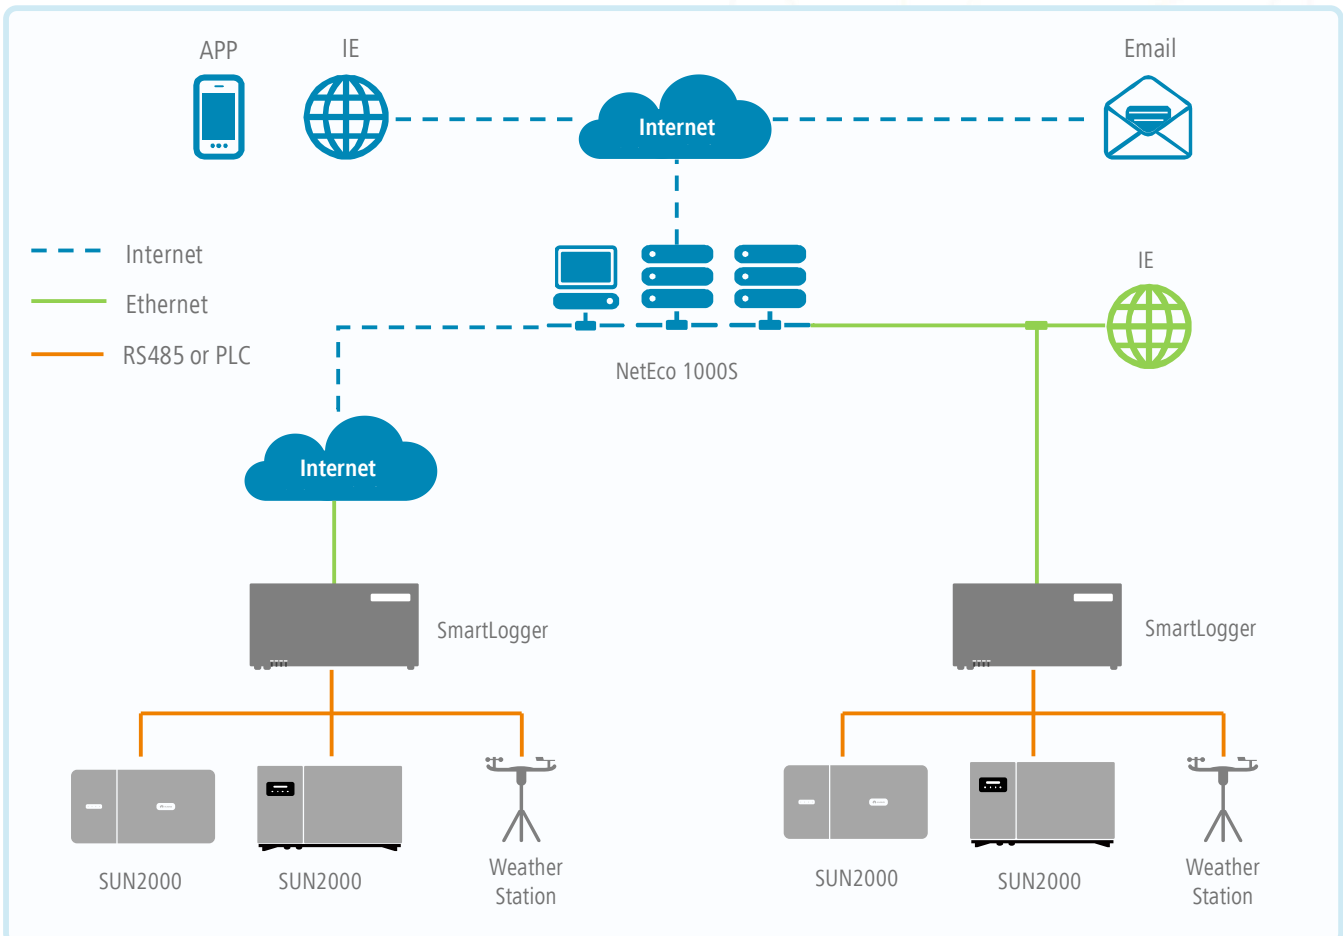 APP
IE
Email
Internet
Internet
Ethernet
RS485 or PLC
IE
NetEco 1000S
Internet
SmartLogger
SmartLogger
SUN2000
SUN2000
Weather
Station
SUN2000
SUN2000
Weather
Station